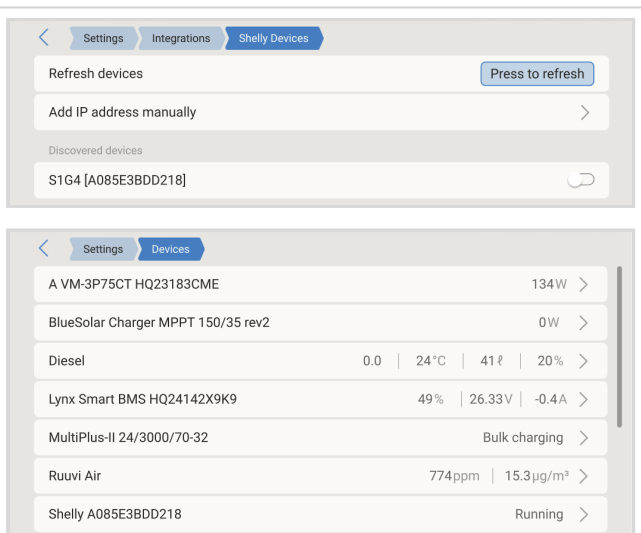 Settings Integrations Shelly Devices
Refresh devices Press to refresh
Add IP address manually
Discovered devices
S1G4 [A085E3BDD218]
Settings Devices
A VM-3P75CT HQ23183CME 134W
BlueSolar Charger MPPT 150/35 rev2 0W
Diesel 0.0 | 24°C | 41ℓ | 20%
Lynx Smart BMS HQ24142X9K9 49% | 26.33V | -0.4A
MultiPlus-II 24/3000/70-32 Bulk charging
Ruuvi Air 774ppm | 15.3µg/m³
Shelly A085E3BDD218 Running